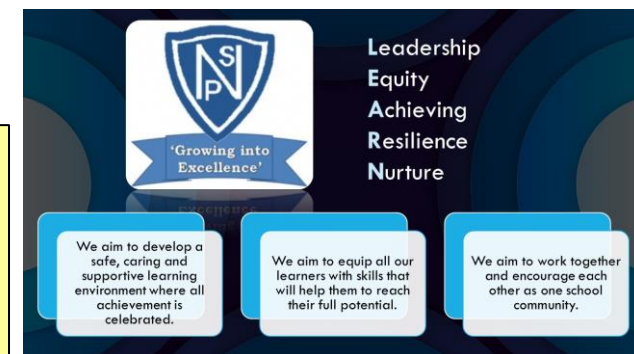 NPS
'Growing into
Excellence'
Leadership
Equity
Achieving
Resilience
Nurture
We aim to develop a
safe, caring and
supportive learning
environment where all
achievement is
celebrated.
We aim to equip all our
learners with skills that
will help them to reach
their full potential.
We aim to work together
and encourage each
other as one school
community.